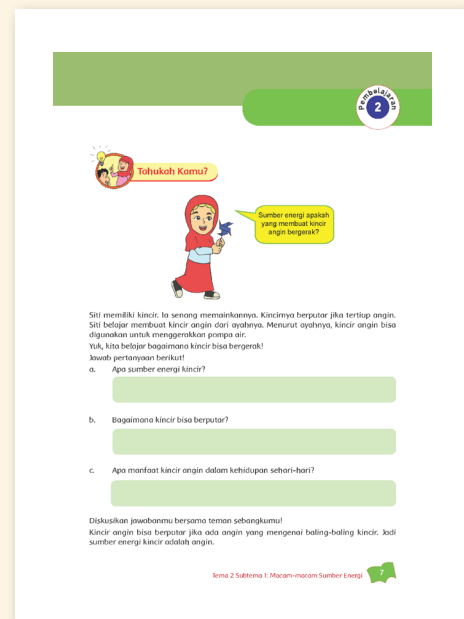 Pembelajaran
2
Tahukah Kamu?
Sumber energi apakah
yang membuat kincir
angin bergerak?
Siti memiliki kincir. Ia senang memainkannya. Kincirnya berputar jika tertiup angin.
Siti belajar membuat kincir angin dari ayahnya. Menurut ayahnya, kincir angin bisa
digunakan untuk menggerakkan pompa air.
Yuk, kita belajar bagaimana kincir bisa bergerak!
Jawab pertanyaan berikut!
a. Apa sumber energi kincir?
b. Bagaimana kincir bisa berputar?
c. Apa manfaat kincir angin dalam kehidupan sehari-hari?
Diskusikan jawabanmu bersama teman sebangkumu!
Kincir angin bisa berputar jika ada angin yang mengenai baling-baling kincir. Jadi
sumber energi kincir adalah angin.
Tema 2 Subtema 1: Macam-macam Sumber Energi
7